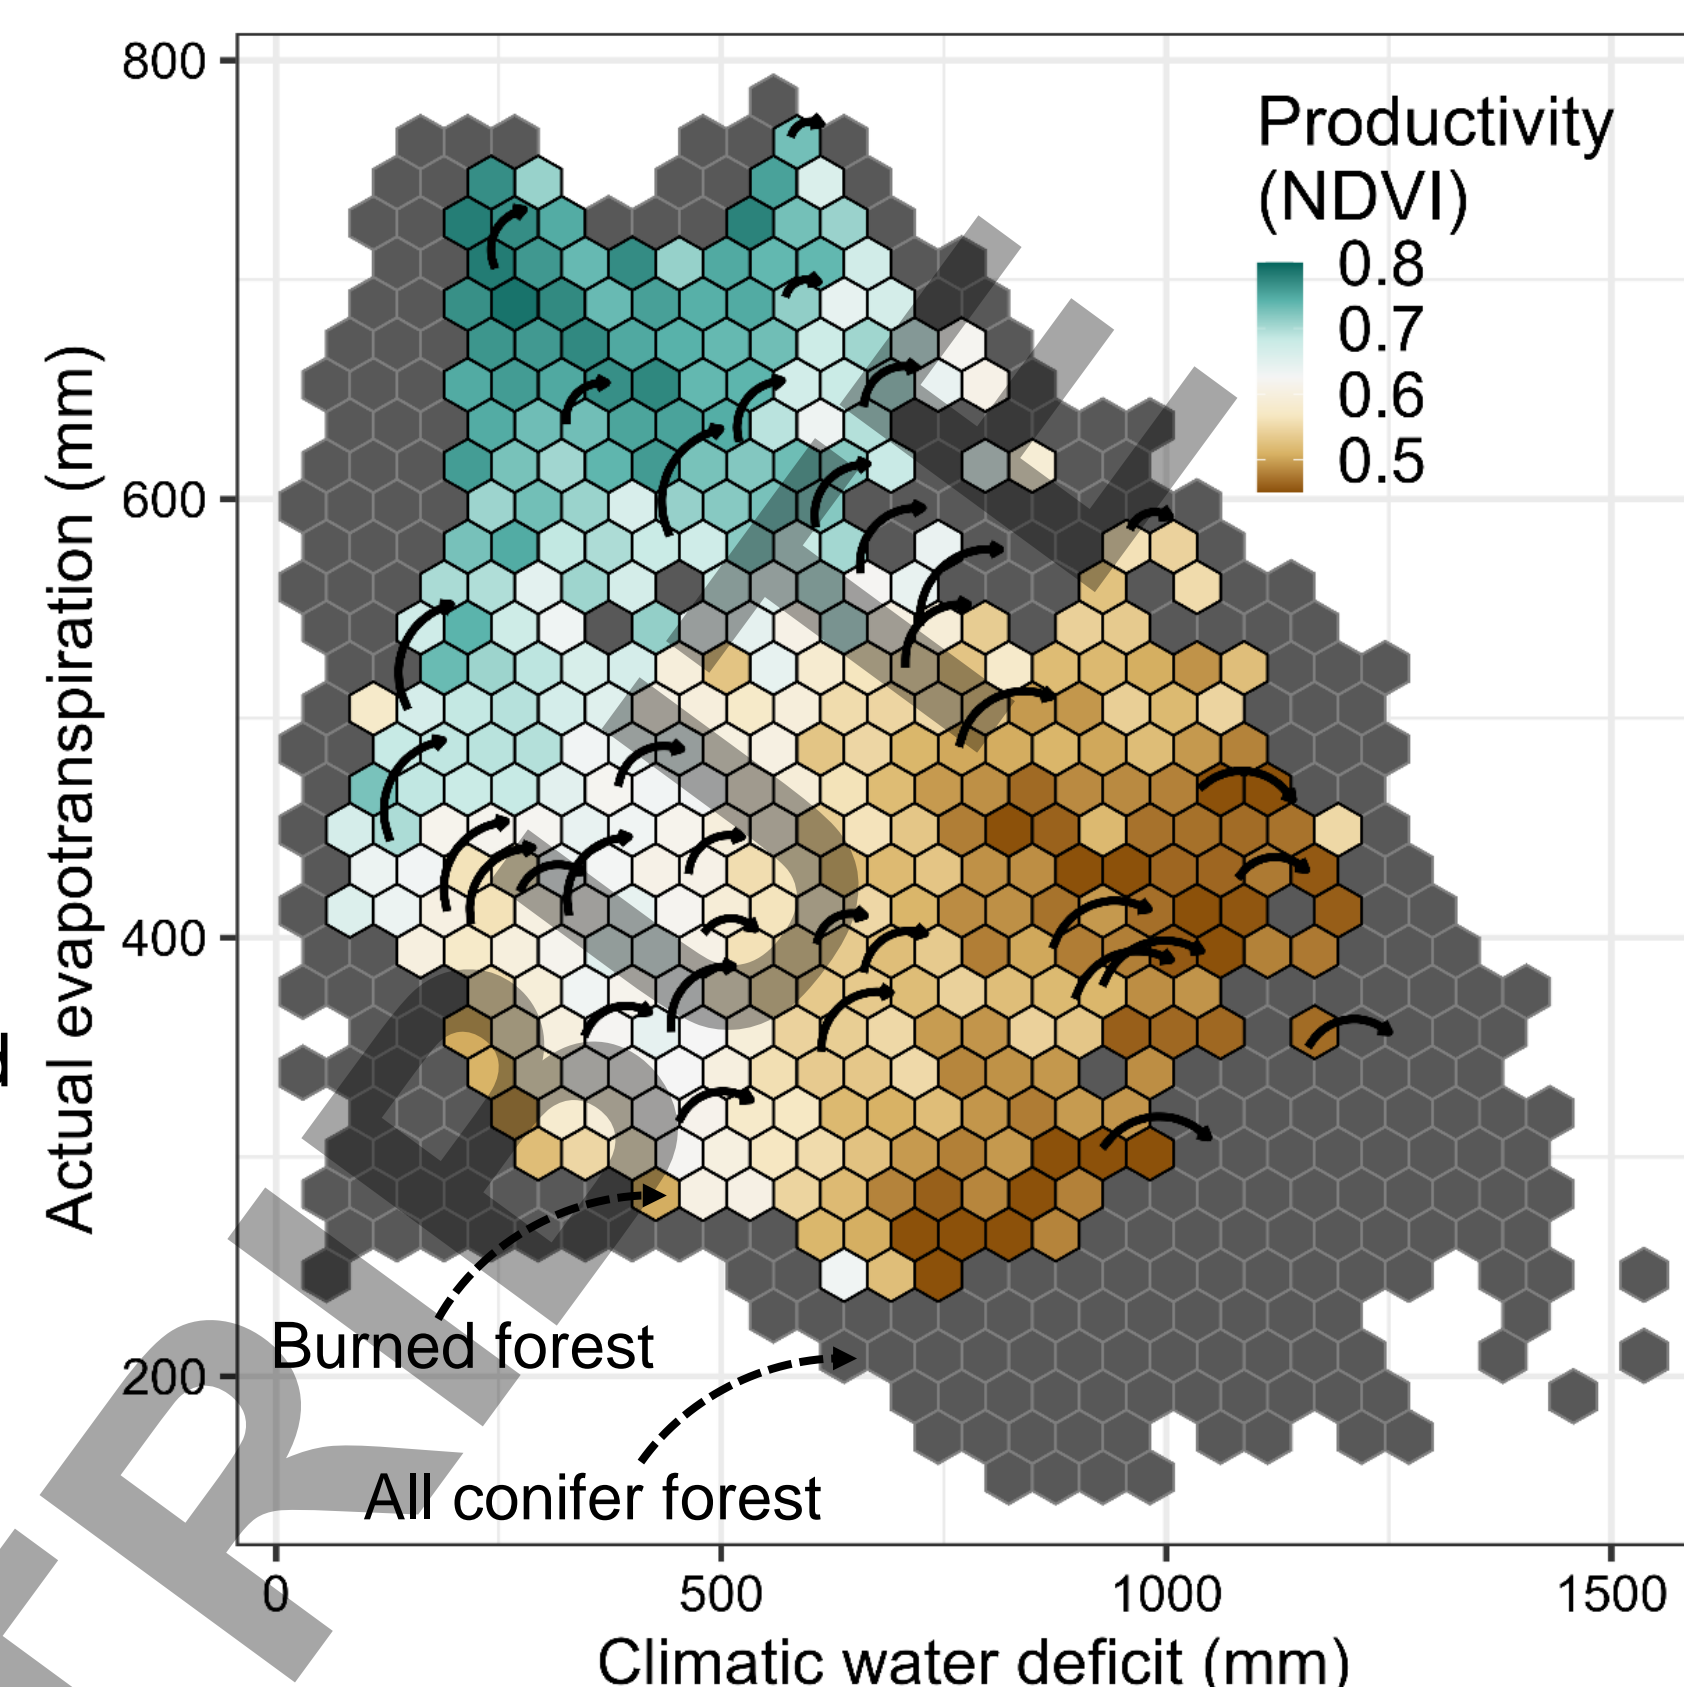 800
600
400
200
Actual evapotranspiration (mm)
Productivity
(NDVI)
0.8
0.7
0.6
0.5
Burned forest
All conifer forest
0
500
1000
1500
Climatic water deficit (mm)